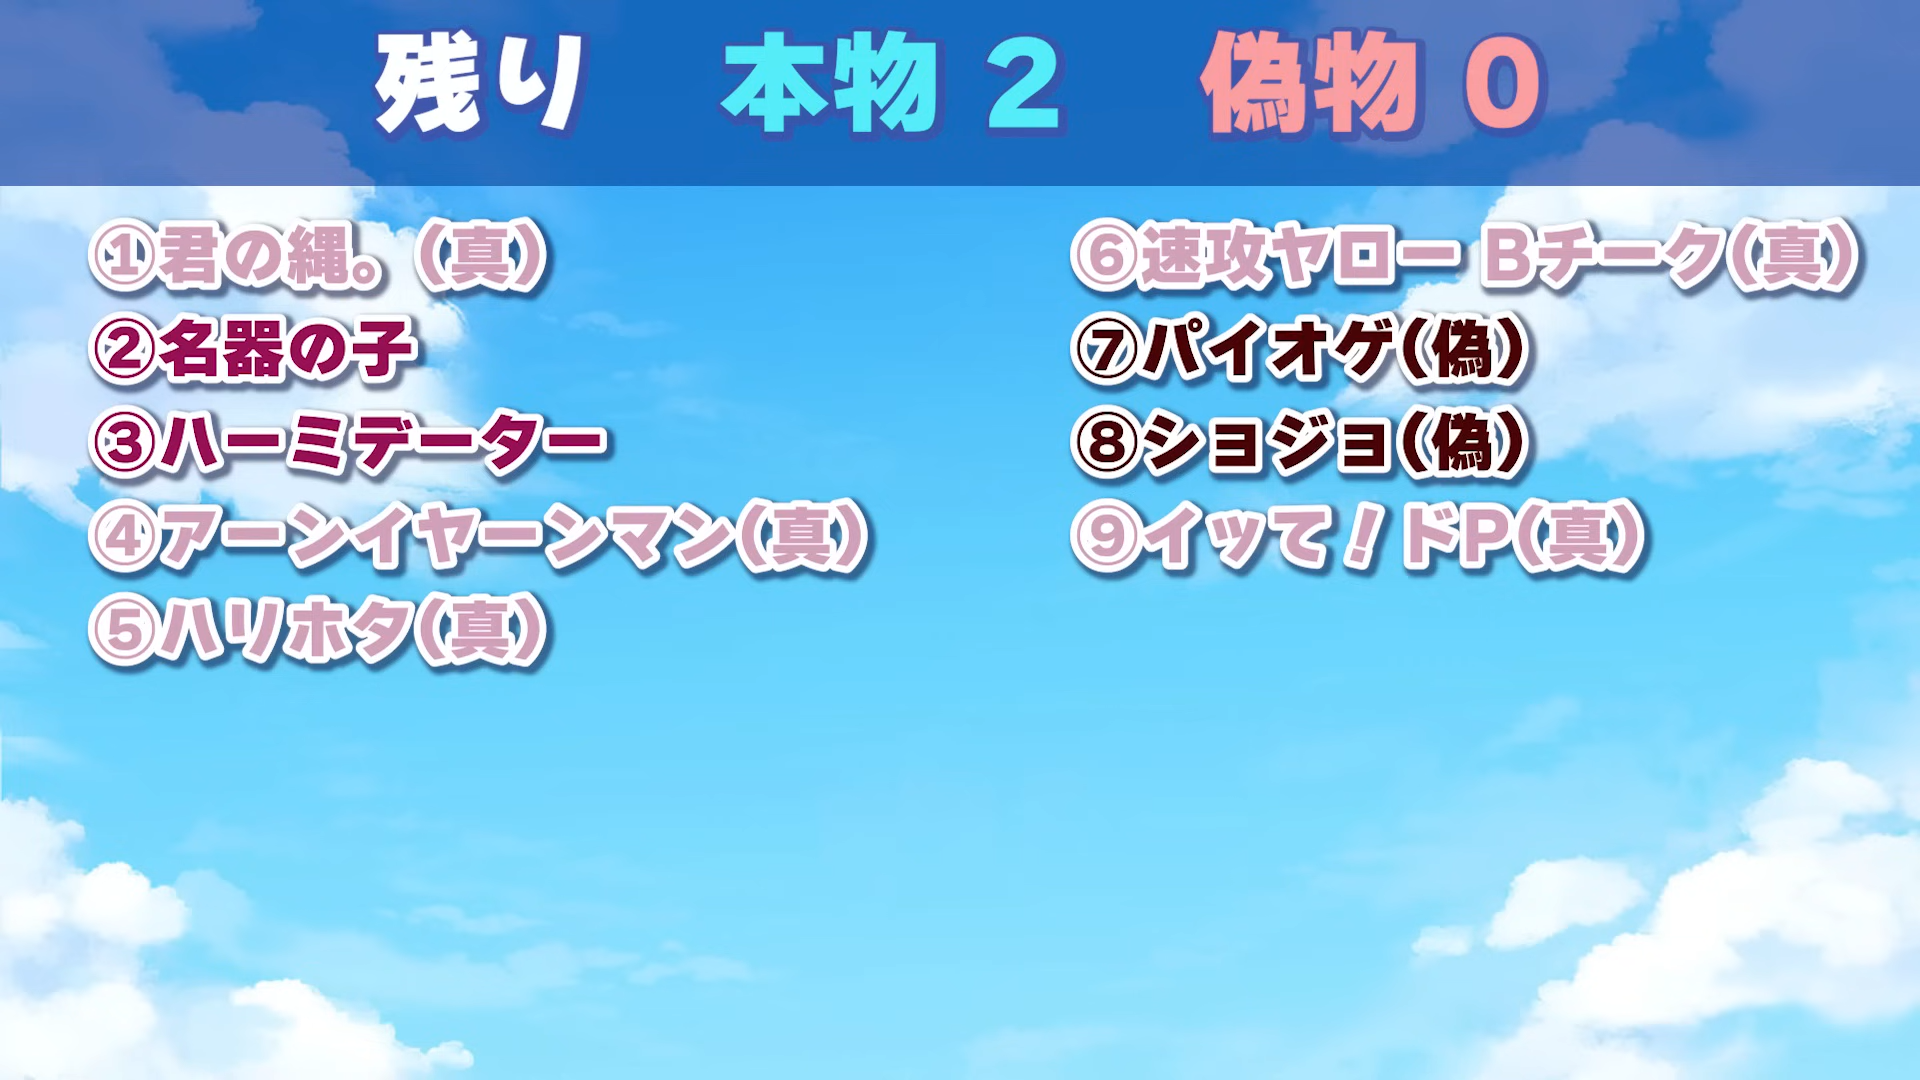 残り 本物 2 偽物 0
①君の縄。(真)
②名器の子
③ハーミデーター
④アーンイヤーンマン(真)
⑤ハリホタ(真)
⑥速攻ヤロー Bチーク(真)
⑦パイオゲ(偽)
⑧ショジョ(偽)
⑨イッて！ドP(真)